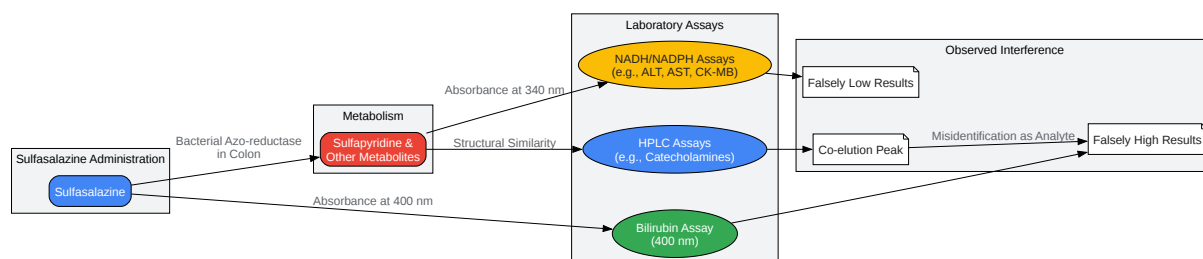 Sulfasalazine Administration
Sulfasalazine
Bacterial Azo-reductase
in Colon
Absorbance at 400 nm
Metabolism
Sulfapyridine &
Other Metabolites
Absorbance at 340 nm
Structural Similarity
Laboratory Assays
NADH/NADPH Assays
(e.g., ALT, AST, CK-MB)
HPLC Assays
(e.g., Catecholamines)
Bilirubin Assay
(400 nm)
Observed Interference
Falsely Low Results
Co-elution Peak
Misidentification as Analyte
Falsely High Results